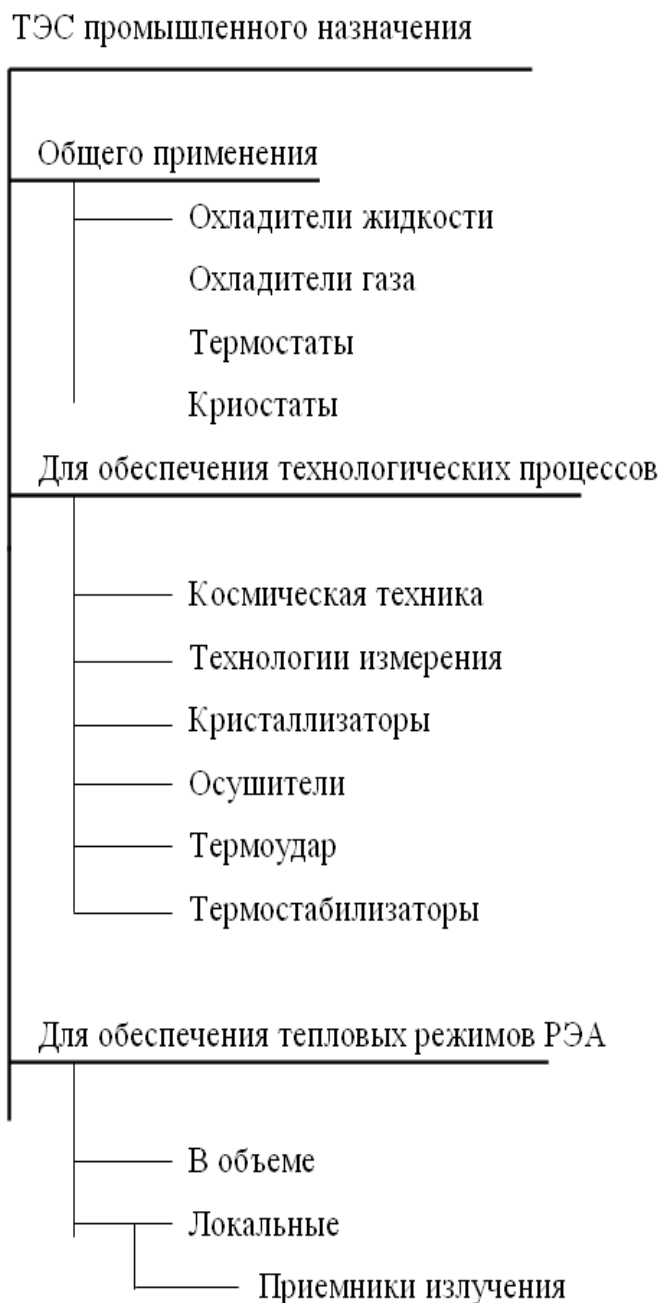 ТЭС промышленного назначения
Общего применения
Охладители жидкости
Охладители газа
Термостаты
Криостаты
Для обеспечения технологических процессов
Космическая техника
Технологии измерения
Кристаллизаторы
Осушители
Термоудар
Термостабилизаторы
Для обеспечения тепловых режимов РЭА
В объеме
Локальные
Приемники излучения